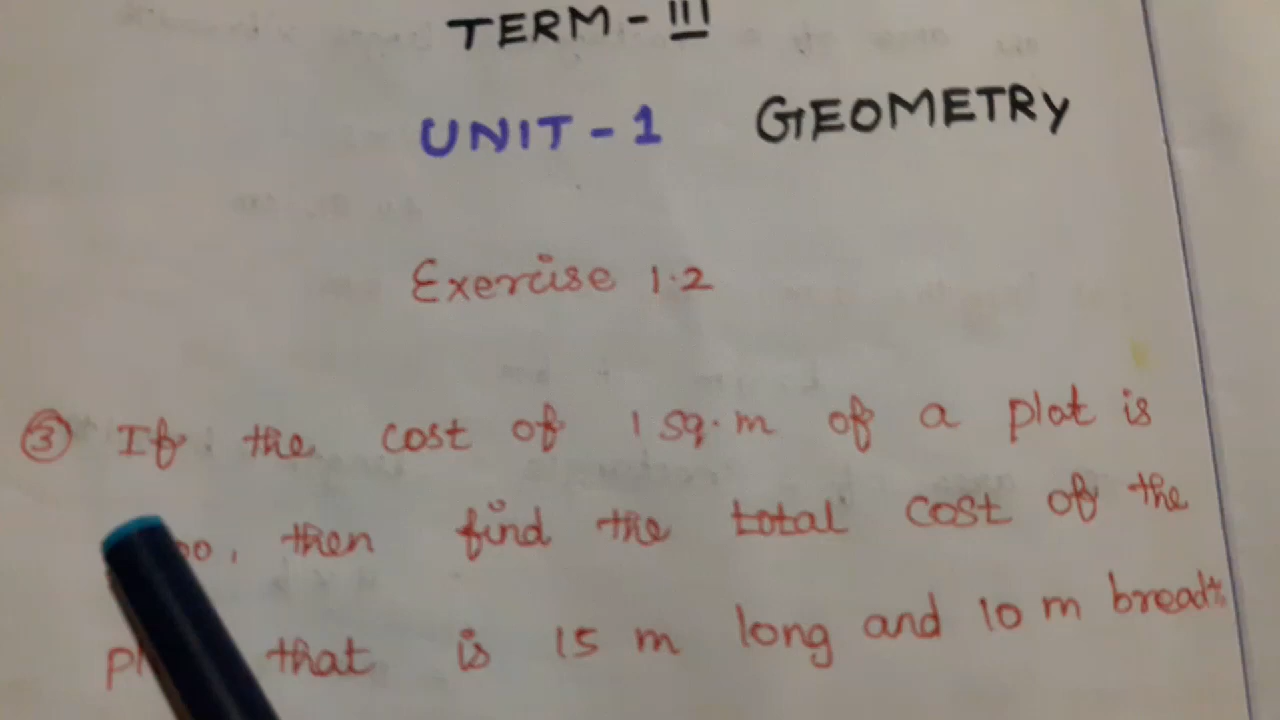 TERM - III
UNIT - 1 GEOMETRY
Exercise 1.2
③ If the cost of 1 sq.m of a plot is
then find the total cost of the
that is 15 m long and 10 m breadth